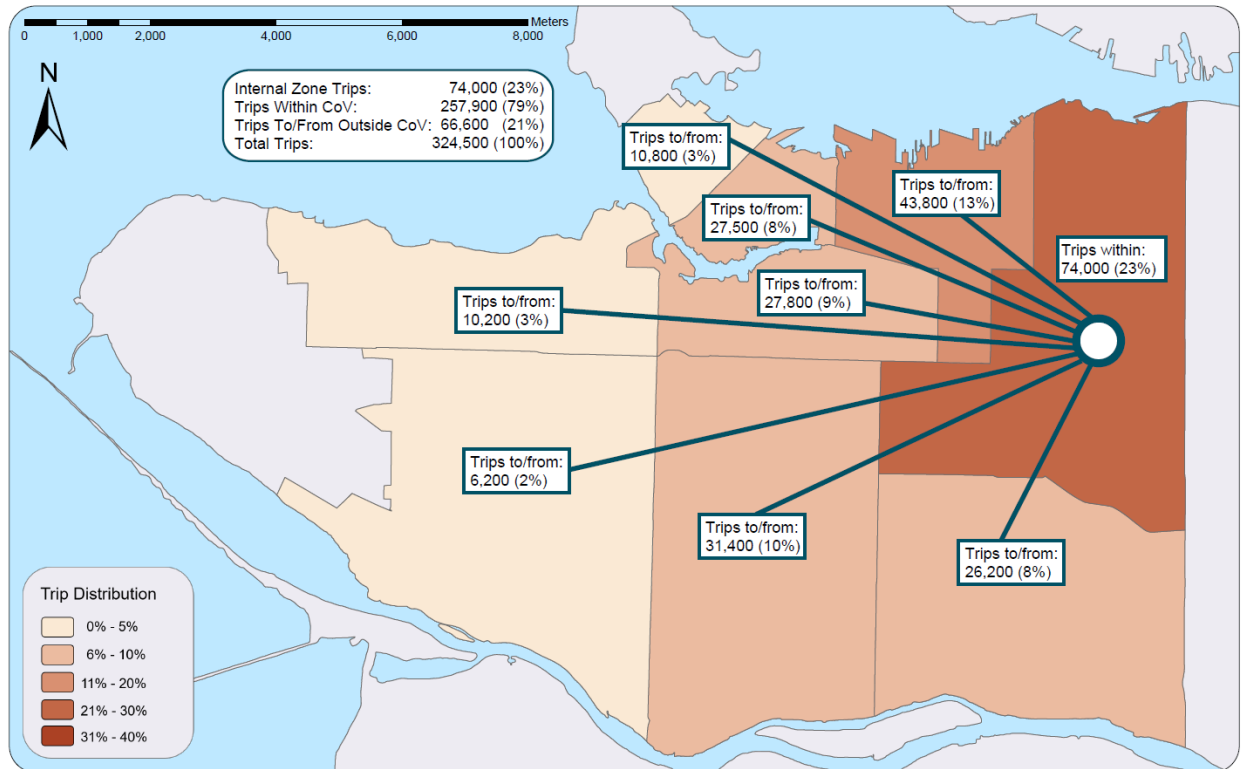 Meters
0 1,000 2,000 4,000 6,000 8,000
N
Internal Zone Trips: 74,000 (23%)
Trips Within CoV: 257,900 (79%)
Trips To/From Outside CoV: 66,600 (21%)
Total Trips: 324,500 (100%)
Trips to/from:
10,800 (3%)
Trips to/from:
43,800 (13%)
Trips to/from:
27,500 (8%)
Trips within:
74,000 (23%)
Trips to/from:
27,800 (9%)
Trips to/from:
10,200 (3%)
Trips to/from:
6,200 (2%)
Trips to/from:
31,400 (10%)
Trips to/from:
26,200 (8%)
Trip Distribution
0% - 5%
6% - 10%
11% - 20%
21% - 30%
31% - 40%